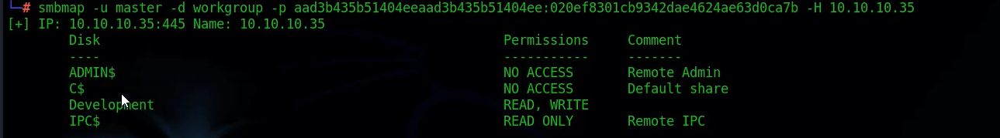 └─# smbmap -u master -d workgroup -p aad3b435b51404eeaad3b435b51404ee:020ef8301cb9342dae4624ae63d0ca7b -H 10.10.10.35
[+] IP: 10.10.10.35:445 Name: 10.10.10.35
Disk Permissions Comment
---- ----------- -------
ADMIN$ NO ACCESS Remote Admin
C$ NO ACCESS Default share
Development READ, WRITE
IPC$ READ ONLY Remote IPC